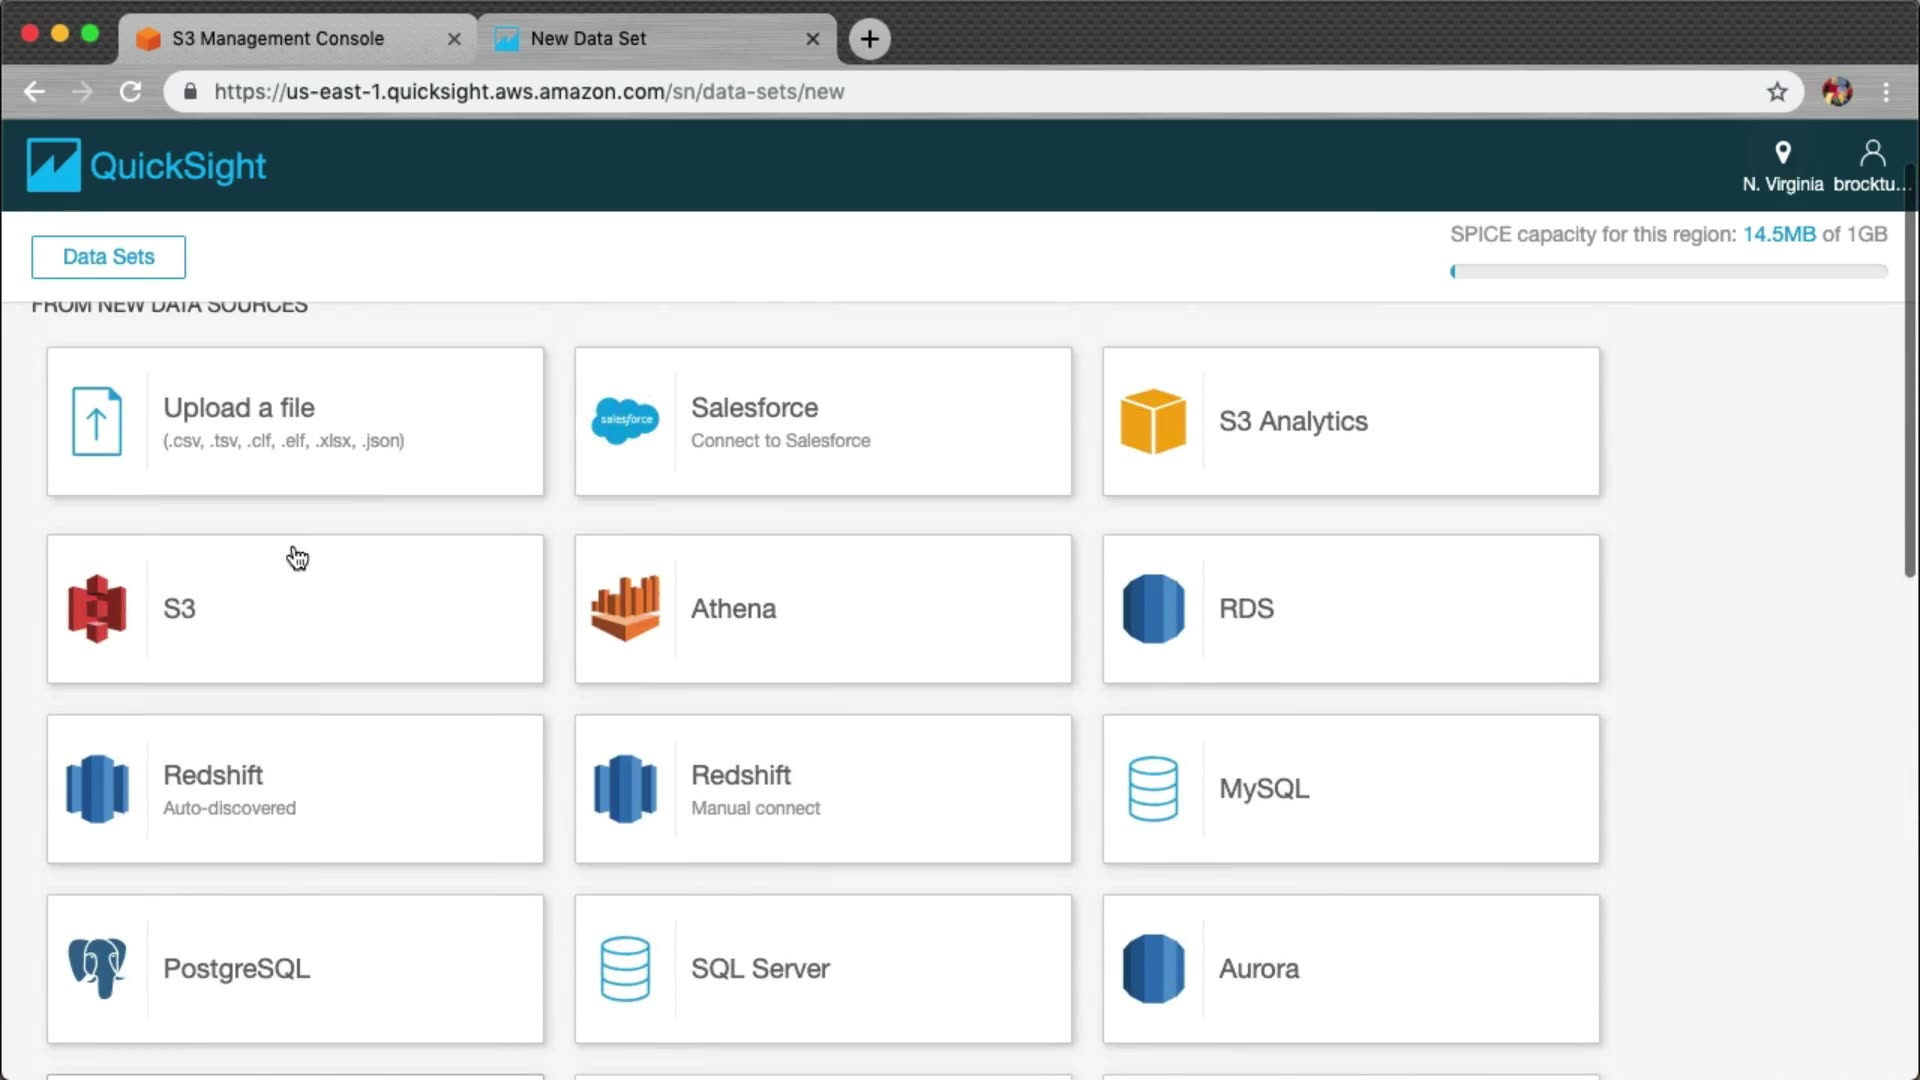 S3 Management Console
New Data Set
https://us-east-1.quicksight.aws.amazon.com/sn/data-sets/new
QuickSight
N. Virginia
brocktu...
Data Sets
SPICE capacity for this region: 14.5MB of 1GB
FROM NEW DATA SOURCES
Upload a file
(.csv, .tsv, .clf, .elf, .xlsx, .json)
salesforce
Salesforce
Connect to Salesforce
S3 Analytics
S3
Athena
RDS
Redshift
Auto-discovered
Redshift
Manual connect
MySQL
PostgreSQL
SQL Server
Aurora